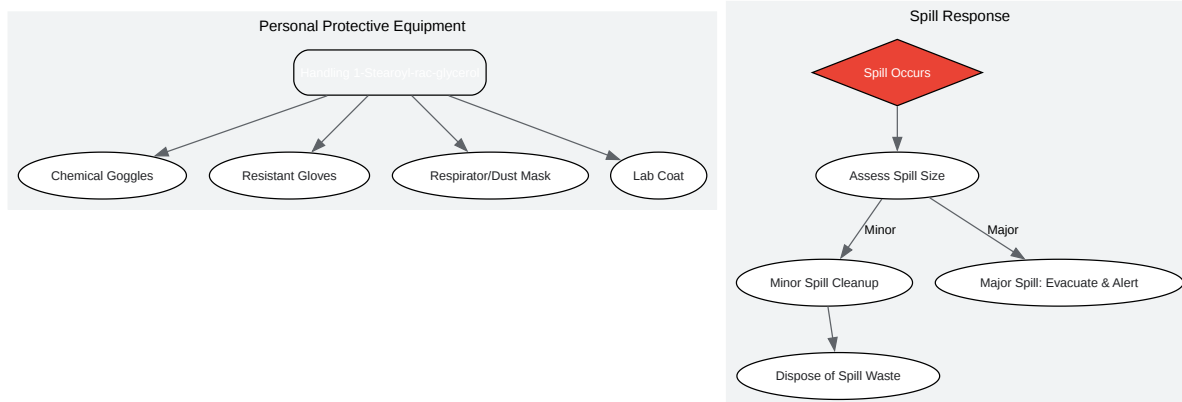 Personal Protective Equipment
Handling 1-Stearoyl-rac-glycerol
Chemical Goggles
Resistant Gloves
Respirator/Dust Mask
Lab Coat
Spill Response
Spill Occurs
Assess Spill Size
Minor
Major
Minor Spill Cleanup
Major Spill: Evacuate & Alert
Dispose of Spill Waste